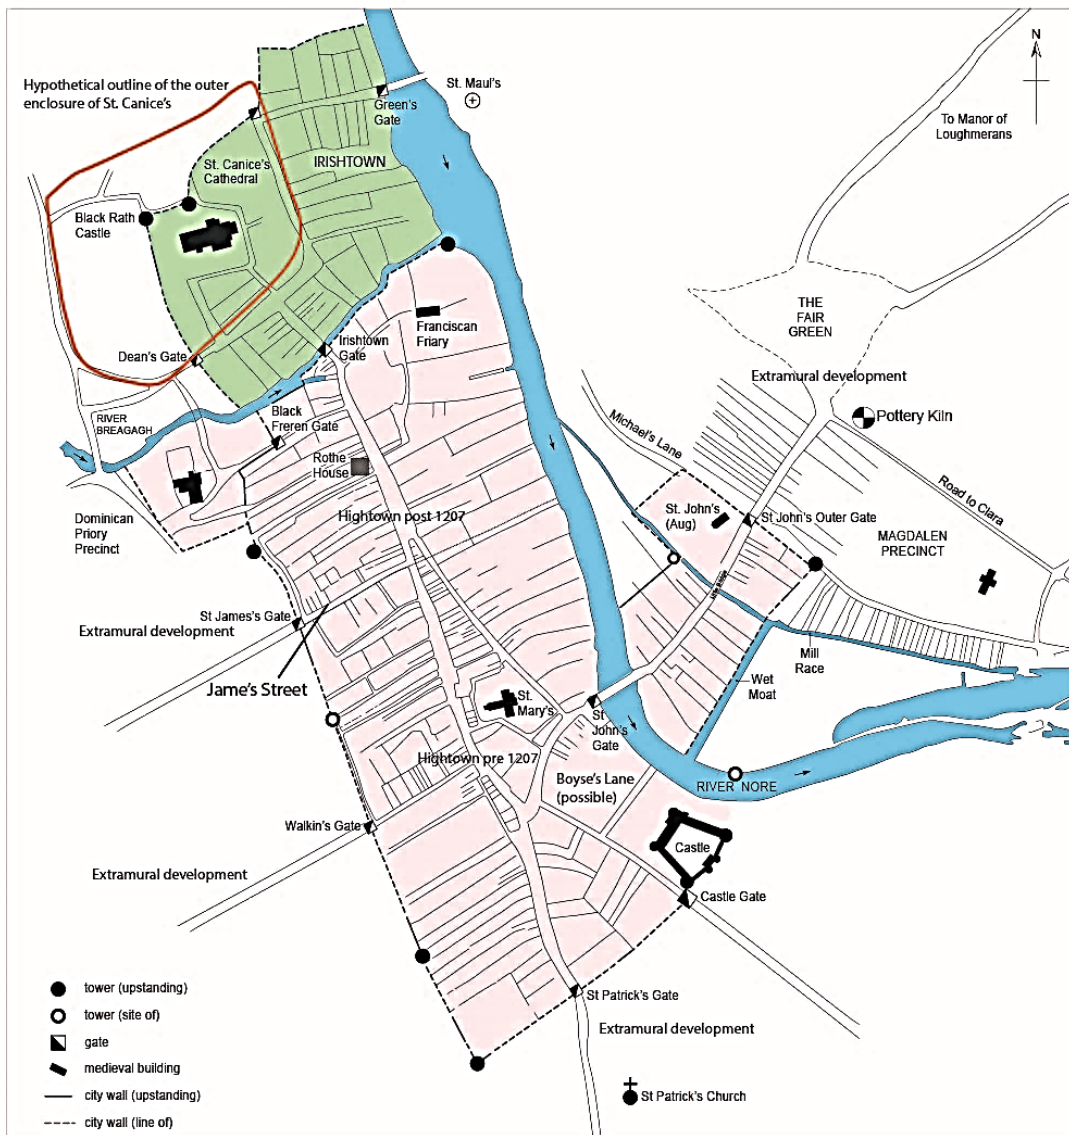 N
Hypothetical outline of the outer
enclosure of St. Canice's
St. Maul's
Green's
Gate
To Manor of
Loughmerans
IRISHTOWN
St. Canice's
Cathedral
Black Rath
Castle
THE
FAIR
GREEN
Franciscan
Friary
Irishtown
Gate
Dean's Gate
Extramural development
RIVER
BREAGAGH
Black
Freren Gate
Michael's Lane
Pottery Kiln
Rothe
House
Road to Clara
Dominican
Priory
Precinct
Hightown post 1207
St. John's
(Aug)
St John's Outer Gate
MAGDALEN
PRECINCT
St James's Gate
Extramural development
Mill
Race
Jame's Street
Wet
Moat
St.
Mary's
St
John's
Gate
Hightown pre 1207
Boyse's Lane
(possible)
RIVER NORE
Walkin's Gate
Castle
Extramural development
Castle Gate
St Patrick's Gate
Extramural development
St Patrick's Church
tower (upstanding)
tower (site of)
gate
medieval building
city wall (upstanding)
city wall (line of)